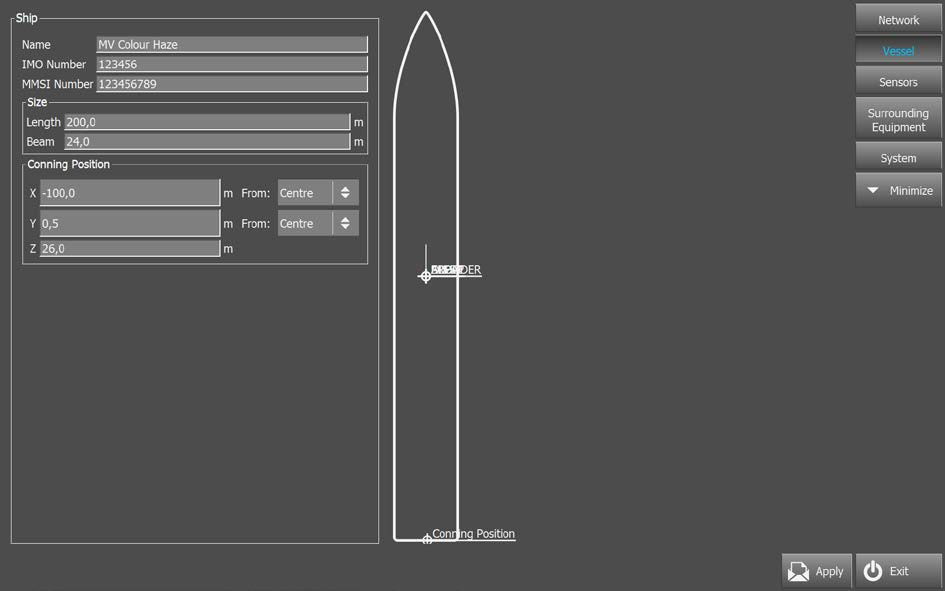 Ship
Name MV Colour Haze
IMO Number 123456
MMSI Number 123456789
Size
Length 200,0 m
Beam 24,0 m
Conning Position
X -100,0 m From: Centre
Y 0,5 m From: Centre
Z 26,0 m
Conning Position
Network
Vessel
Sensors
Surrounding
Equipment
System
Minimize
Apply
Exit